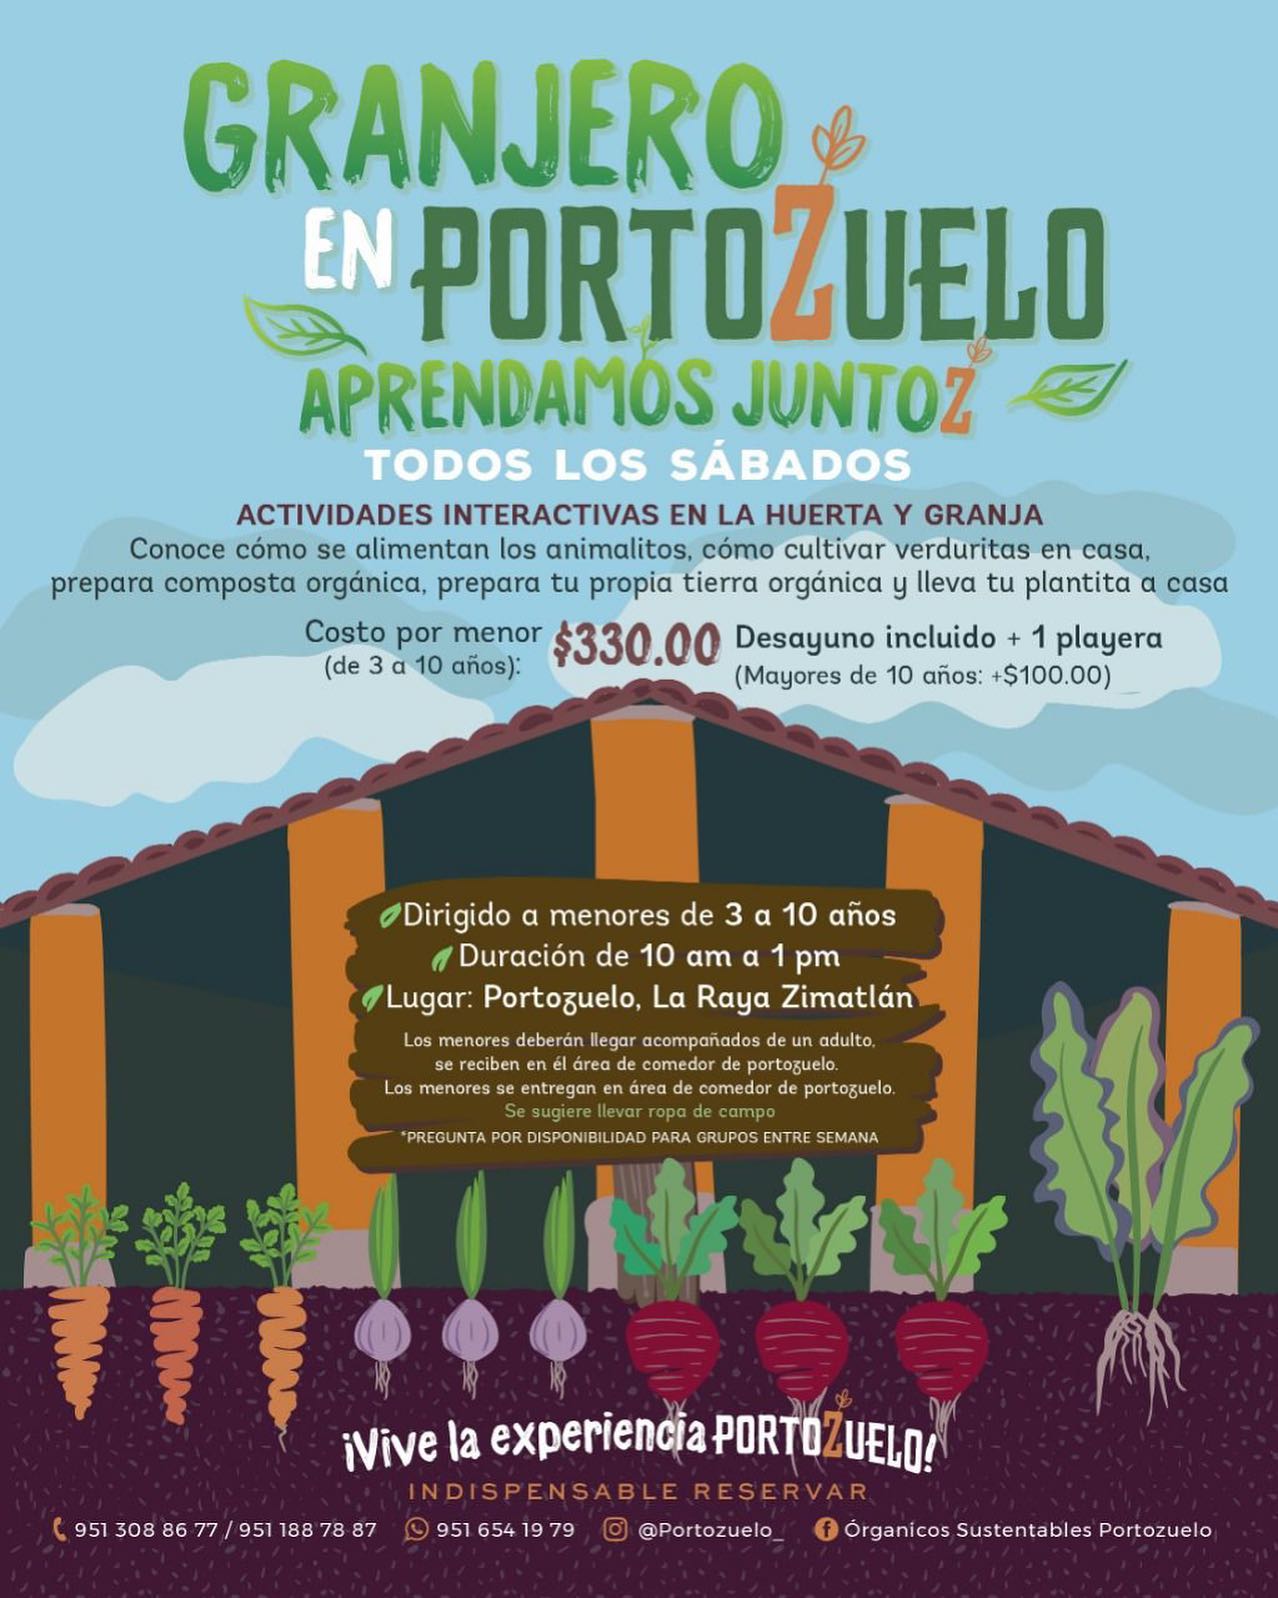 GRANJERO
EN PORTOZUELO
APRENDAMOS JUNTOZ
TODOS LOS SÁBADOS
ACTIVIDADES INTERACTIVAS EN LA HUERTA Y GRANJA
Conoce cómo se alimentan los animalitos, cómo cultivar verduritas en casa,
prepara composta orgánica, prepara tu propia tierra orgánica y lleva tu plantita a casa
Costo por menor
(de 3 a 10 años):
$330.00
Desayuno incluido + 1 playera
(Mayores de 10 años: +$100.00)
Dirigido a menores de 3 a 10 años
Duración de 10 am a 1 pm
Lugar: Portozuelo, La Raya Zimatlán
Los menores deberán llegar acompañados de un adulto,
se reciben en él área de comedor de portozuelo.
Los menores se entregan en área de comedor de portozuelo.
Se sugiere llevar ropa de campo
*PREGUNTA POR DISPONIBILIDAD PARA GRUPOS ENTRE SEMANA
¡Vive la experiencia PORTOZUELO!
INDISPENSABLE RESERVAR
951 308 86 77 / 951 188 78 87 951 654 19 79 @Portozuelo_ Órganicos Sustentables Portozuelo